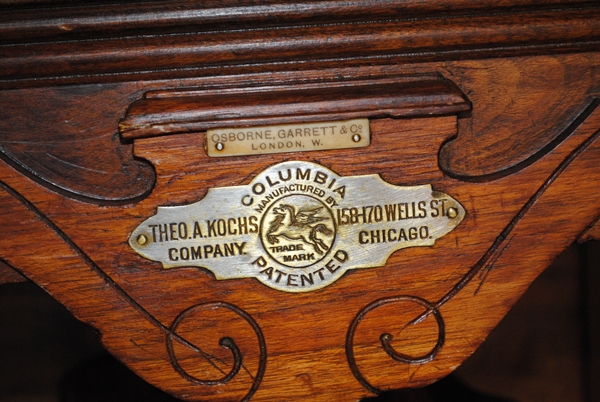 OSBORNE, GARRETT & Co
LONDON, W.
COLUMBIA
MANUFACTURED BY
THEO. A. KOCHS 158-170 WELLS ST.
COMPANY. CHICAGO.
TRADE
MARK
PATENTED